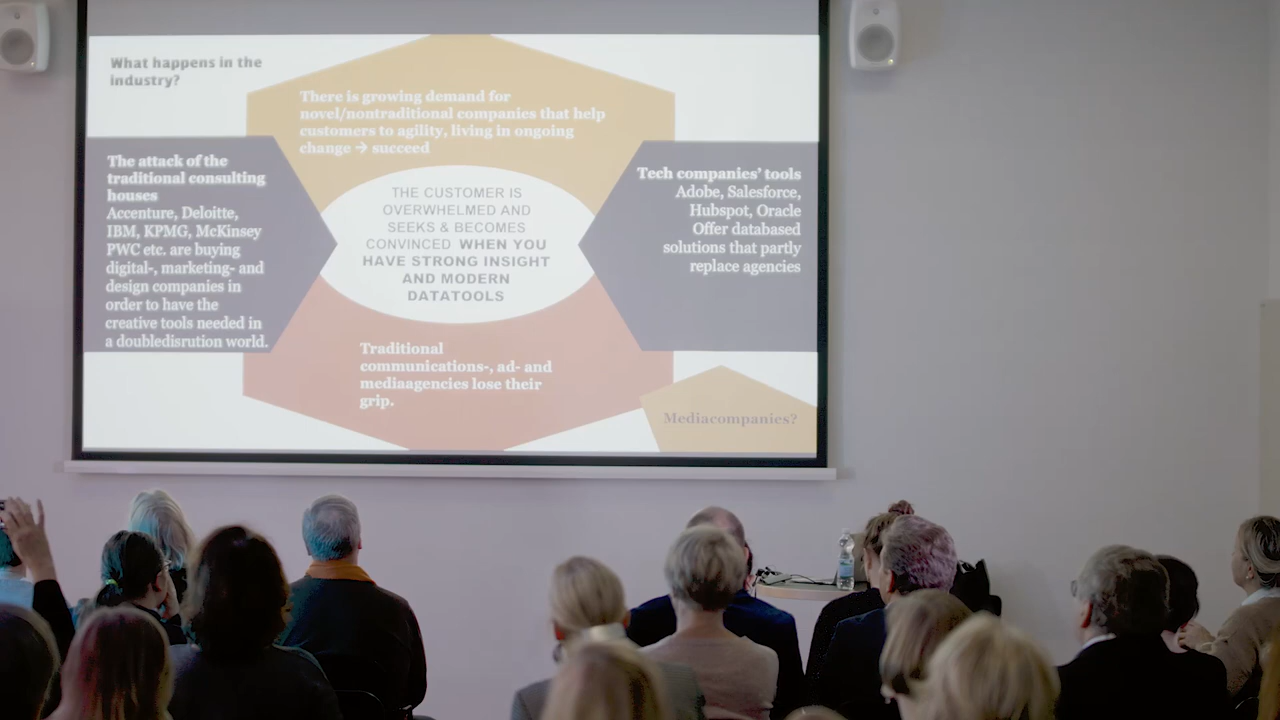 What happens in the
industry?
There is growing demand for
novel/nontraditional companies that help
customers to agility, living in ongoing
change → succeed
The attack of the
traditional consulting
houses
Accenture, Deloitte,
IBM, KPMG, McKinsey
PWC etc. are buying
digital-, marketing- and
design companies in
order to have the
creative tools needed in
a doubledisrution world.
THE CUSTOMER IS
OVERWHELMED AND
SEEKS & BECOMES
CONVINCED WHEN YOU
HAVE STRONG INSIGHT
AND MODERN
DATATOOLS
Tech companies' tools
Adobe, Salesforce,
Hubspot, Oracle
Offer databased
solutions that partly
replace agencies
Traditional
communications-, ad- and
mediaagencies lose their
grip.
Mediacompanies?